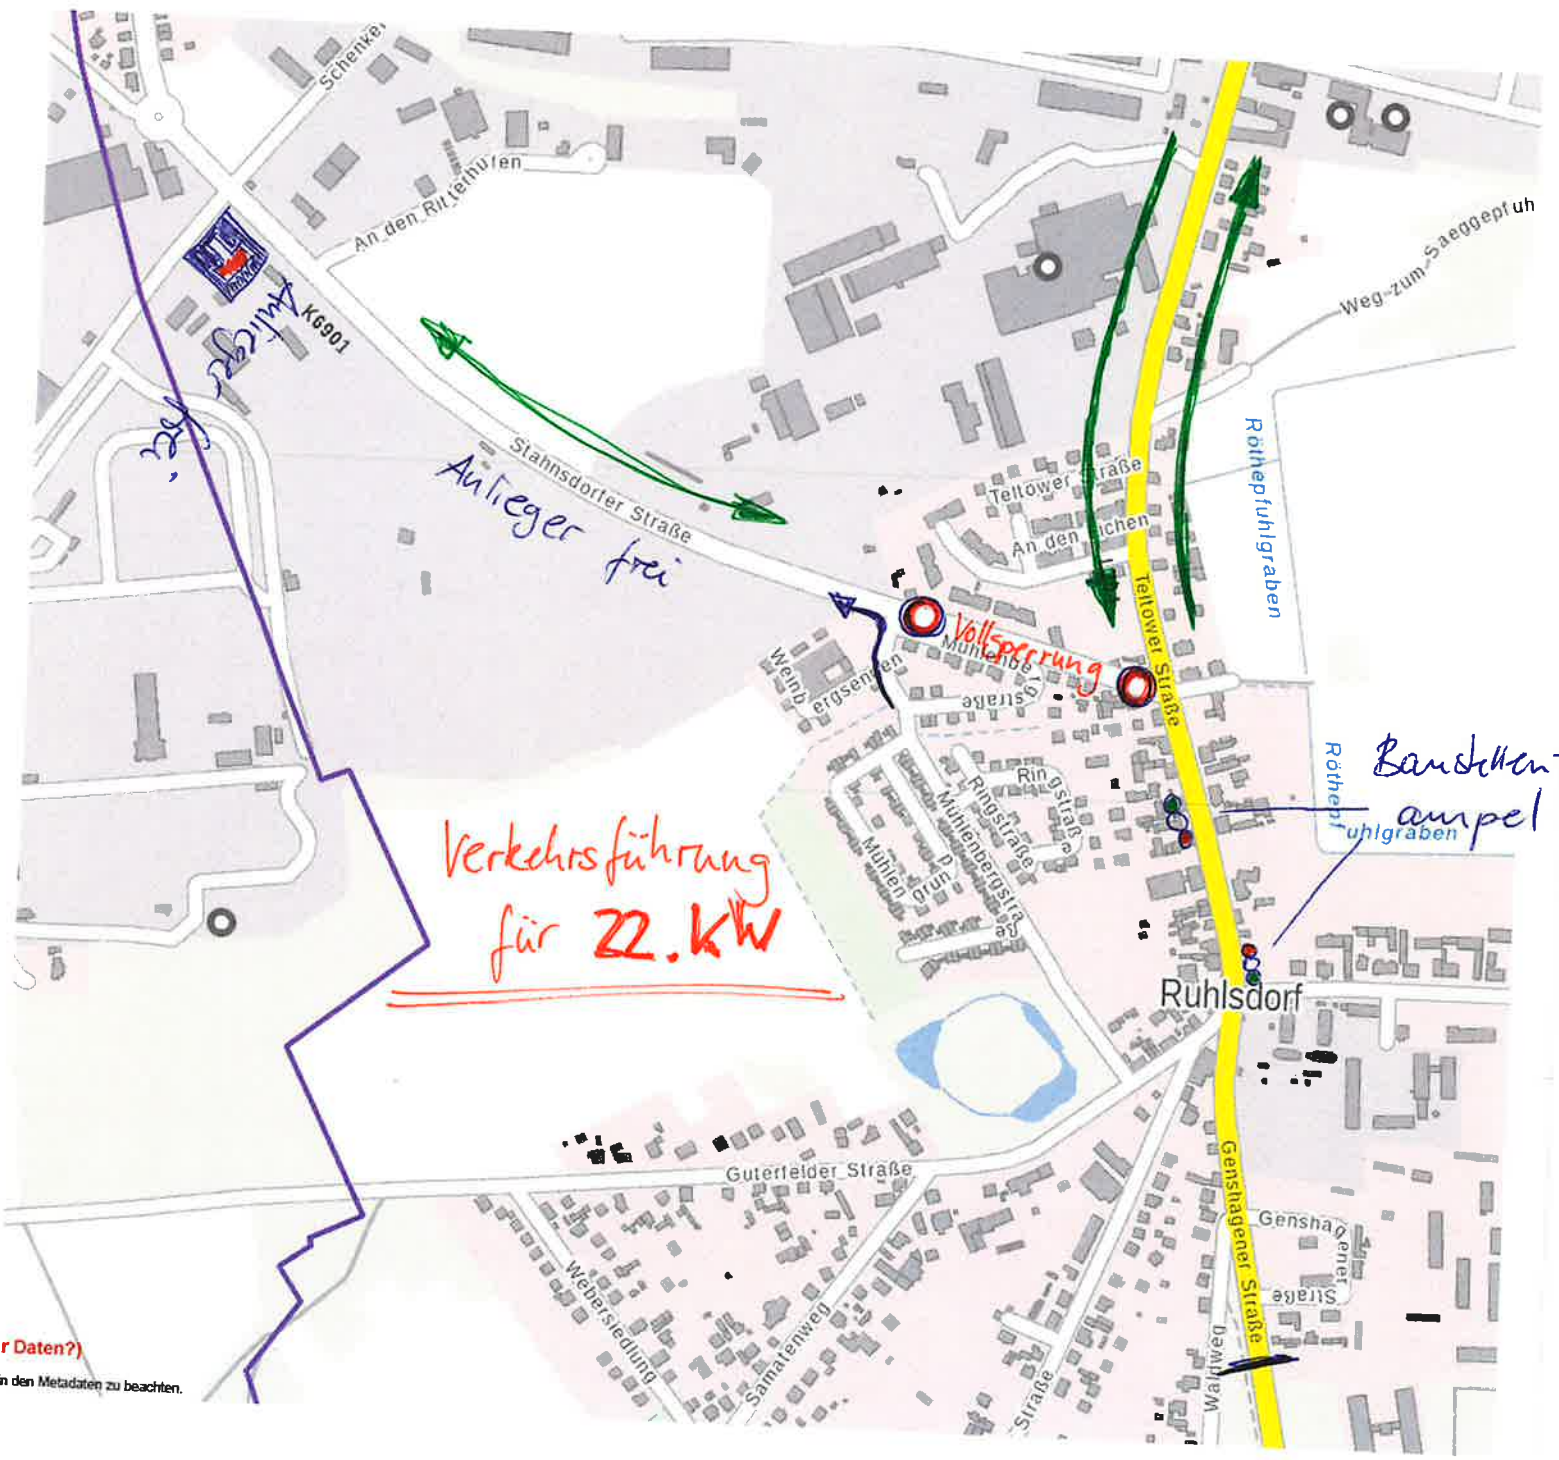 Schenke
An den Ritterhufen
K6901
Anlieger frei
Stahnsdorfer Straße
Anlieger frei
Weg-zum-Saeggepfuh
Röthepfuhlgraben
Teltower Straße
An den Eichen
Teltower Straße
Vollsperrung
Mühlenbergstraße
Weinbergsenken
Röthepfuhlgraben
Baustellen-
ampel
Ringstraße
Ringstraße
Mühlenbergstraße
Mühlengrund
Verkehrsführung
für 22. KW
Ruhlsdorf
Güterfelder Straße
Genshagener Straße
Genshagener Straße
Webersiedlung
Samatenweg
Straße
Waldweg
r Daten?)
n den Metadaten zu beachten.